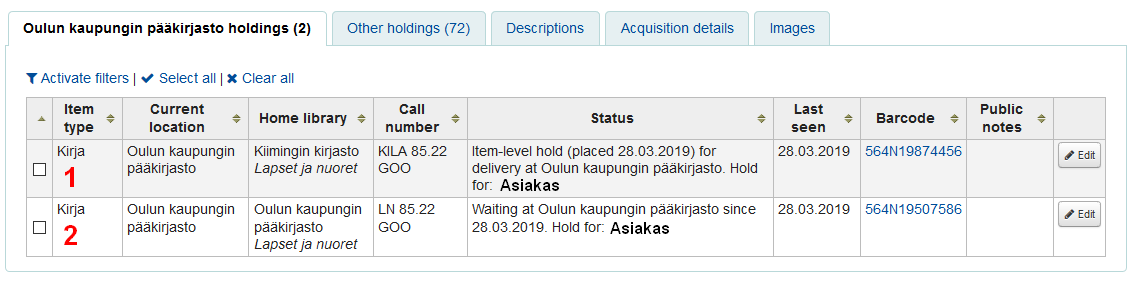 Oulun kaupungin pääkirjasto holdings (2) Other holdings (72) Descriptions Acquisition details Images
Activate filters | Select all | Clear all
Item type Current location Home library Call number Status Last seen Barcode Public notes
Kirja Oulun kaupungin pääkirjasto Kiimingin kirjasto Lapset ja nuoret KILA 85.22 GOO Item-level hold (placed 28.03.2019) for delivery at Oulun kaupungin pääkirjasto. Hold for: Asiakas 28.03.2019 564N19874456 Edit
1
Kirja Oulun kaupungin pääkirjasto Oulun kaupungin pääkirjasto Lapset ja nuoret LN 85.22 GOO Waiting at Oulun kaupungin pääkirjasto since 28.03.2019. Hold for: Asiakas 28.03.2019 564N19507586 Edit
2